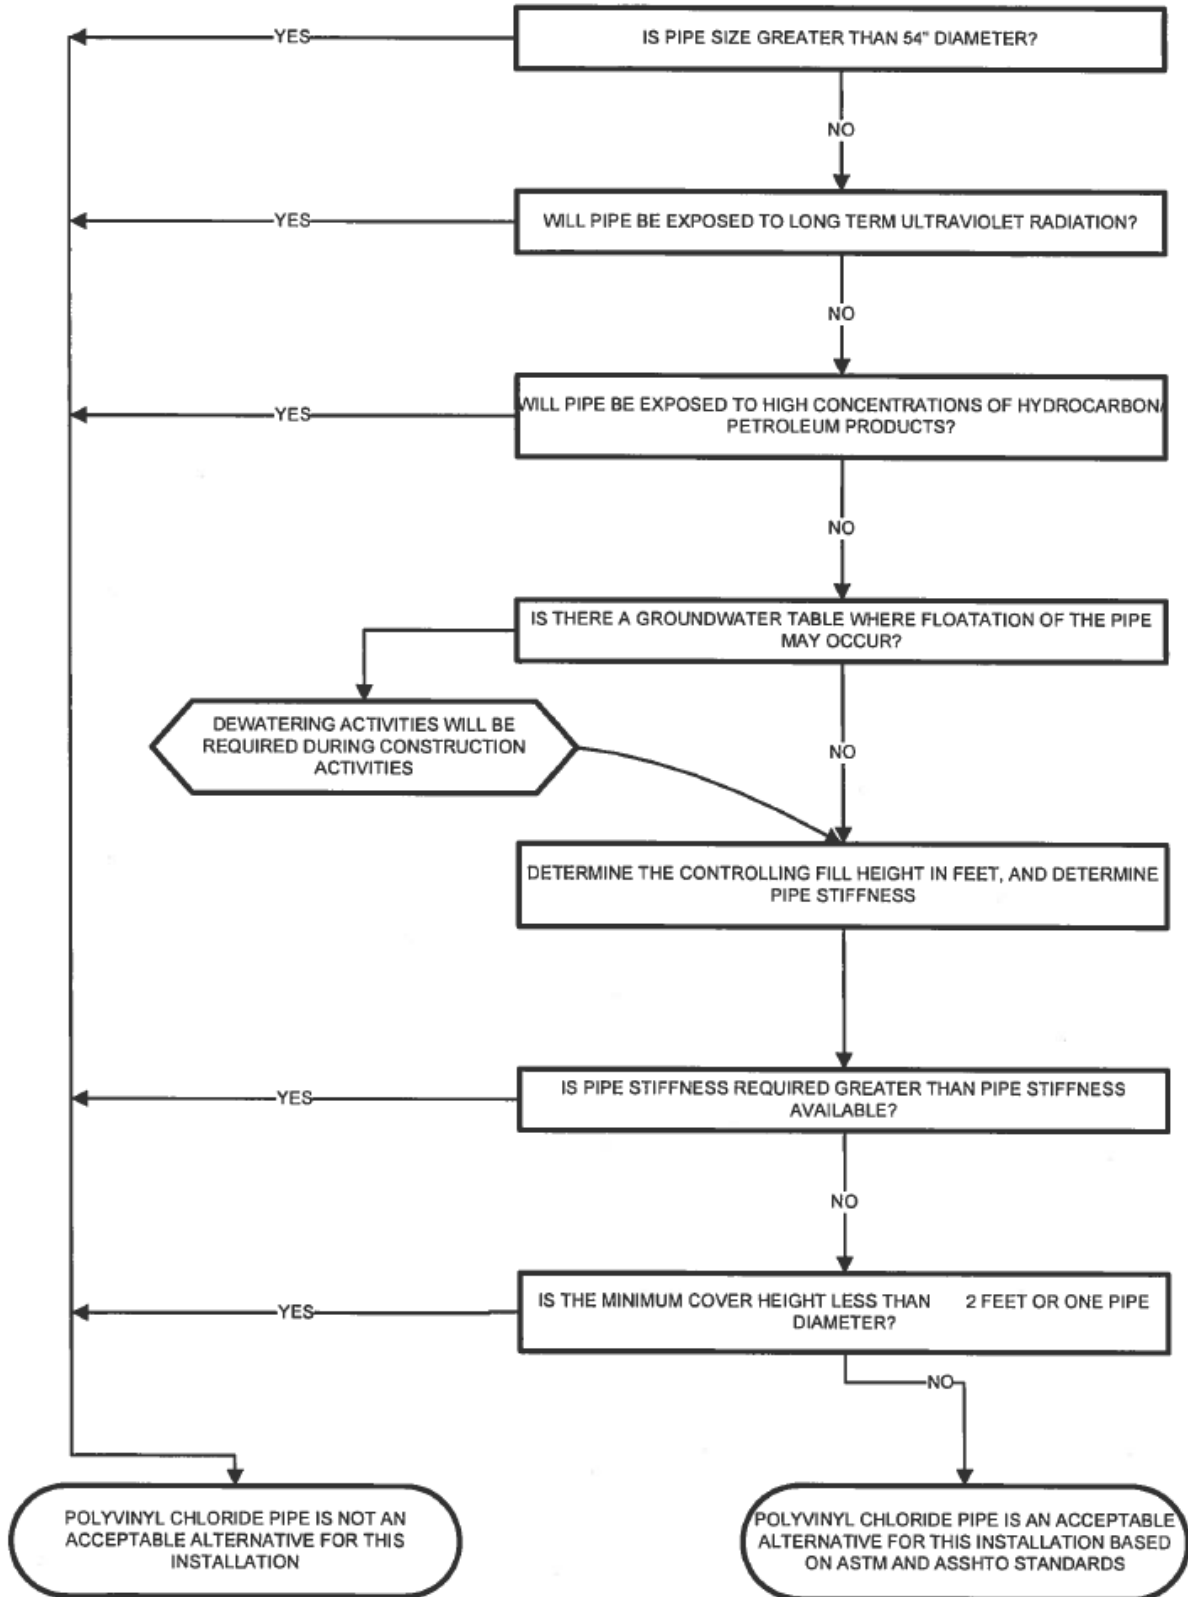 YES
IS PIPE SIZE GREATER THAN 54" DIAMETER?
NO
YES
WILL PIPE BE EXPOSED TO LONG TERM ULTRAVIOLET RADIATION?
NO
YES
WILL PIPE BE EXPOSED TO HIGH CONCENTRATIONS OF HYDROCARBON/
PETROLEUM PRODUCTS?
NO
IS THERE A GROUNDWATER TABLE WHERE FLOATATION OF THE PIPE
MAY OCCUR?
DEWATERING ACTIVITIES WILL BE
REQUIRED DURING CONSTRUCTION
ACTIVITIES
NO
DETERMINE THE CONTROLLING FILL HEIGHT IN FEET, AND DETERMINE
PIPE STIFFNESS
YES
IS PIPE STIFFNESS REQUIRED GREATER THAN PIPE STIFFNESS
AVAILABLE?
NO
YES
IS THE MINIMUM COVER HEIGHT LESS THAN 2 FEET OR ONE PIPE
DIAMETER?
NO
POLYVINYL CHLORIDE PIPE IS NOT AN
ACCEPTABLE ALTERNATIVE FOR THIS
INSTALLATION
POLYVINYL CHLORIDE PIPE IS AN ACCEPTABLE
ALTERNATIVE FOR THIS INSTALLATION BASED
ON ASTM AND ASSHTO STANDARDS